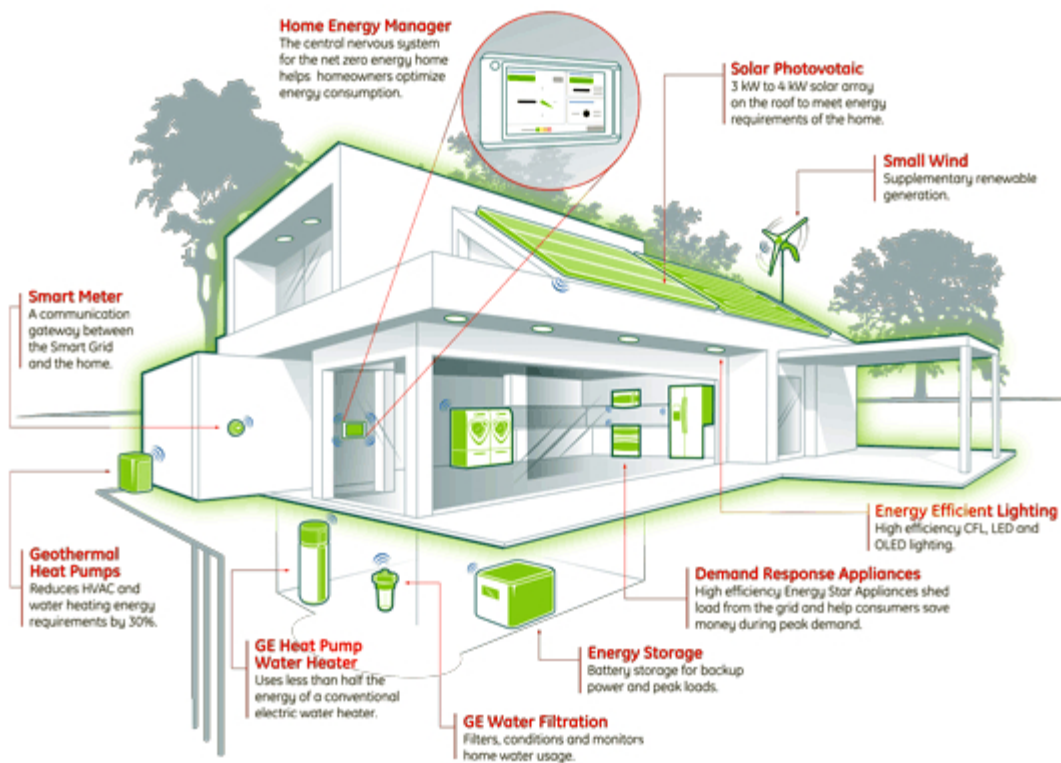 Home Energy Manager
The central nervous system
for the net zero energy home
helps homeowners optimize
energy consumption.
Solar Photovotaic
3 kW to 4 kW solar array
on the roof to meet energy
requirements of the home.
Small Wind
Supplementary renewable
generation.
Smart Meter
A communication
gateway between
the Smart Grid
and the home.
Energy Efficient Lighting
High efficiency CFL, LED and
OLED lighting.
Geothermal
Heat Pumps
Reduces HVAC and
water heating energy
requirements by 30%.
Demand Response Appliances
High efficiency Energy Star Appliances shed
load from the grid and help consumers save
money during peak demand.
GE Heat Pump
Water Heater
Uses less than half the
energy of a conventional
electric water heater.
Energy Storage
Battery storage for backup
power and peak loads.
GE Water Filtration
Filters, conditions and monitors
home water usage.